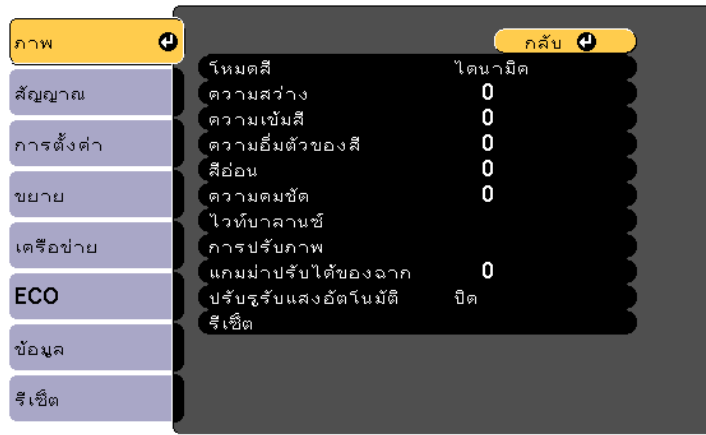 ภาพ
สัญญาณ
การตั้งค่า
ขยาย
เครือข่าย
ECO
ข้อมูล
รีเซ็ต
กลับ
โหมดสี ไดนามิค
ความสว่าง 0
ความเข้มสี 0
ความอิ่มตัวของสี 0
สีอ่อน 0
ความคมชัด 0
ไวท์บาลานซ์
การปรับภาพ
แกมม่าปรับได้ของฉาก 0
ปรับรูรับแสงอัตโนมัติ ปิด
รีเซ็ต